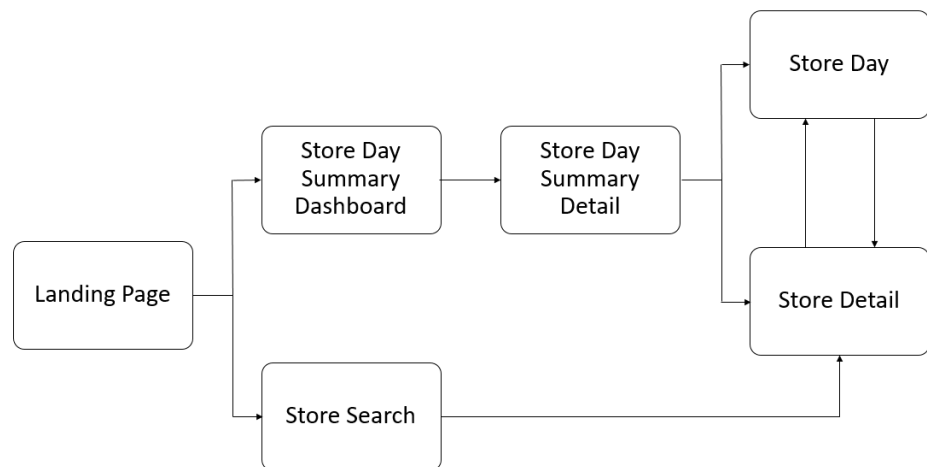 Landing Page
Store Day
Summary
Dashboard
Store Day
Summary
Detail
Store Day
Store Detail
Store Search